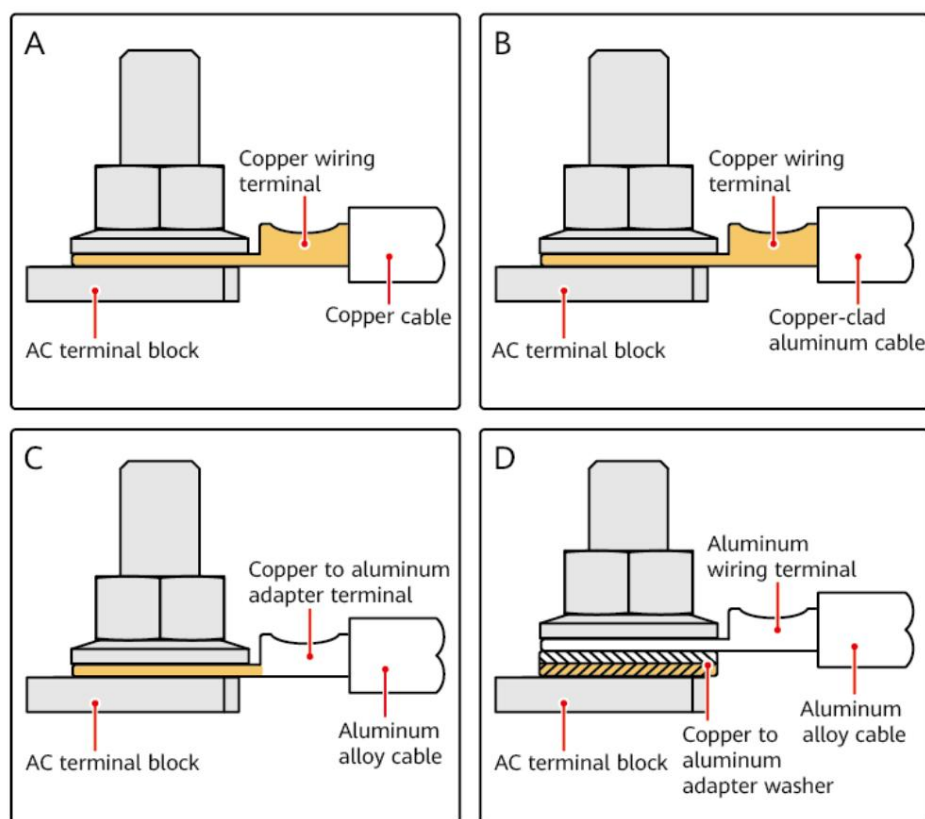 A
Copper wiring
terminal
Copper cable
AC terminal block
B
Copper wiring
terminal
Copper-clad
aluminum cable
AC terminal block
C
Copper to aluminum
adapter terminal
Aluminum
alloy cable
AC terminal block
D
Aluminum
wiring terminal
Aluminum
alloy cable
Copper to
aluminum
adapter washer
AC terminal block